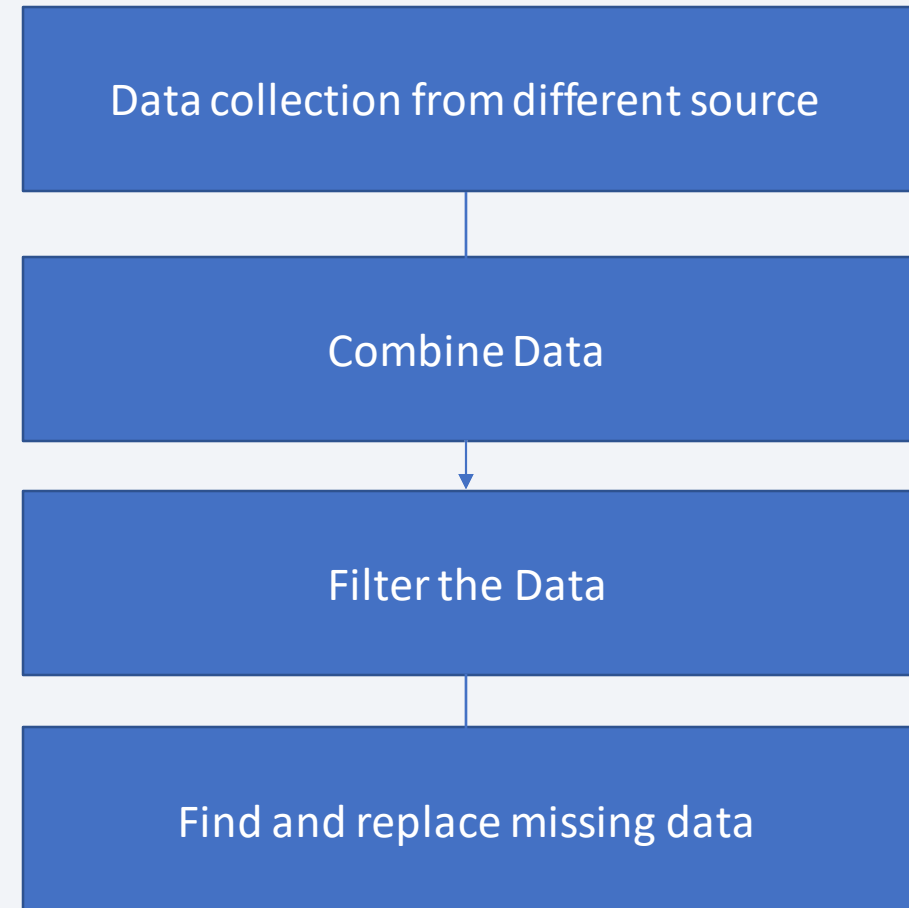 Data collection from different source
Combine Data
Filter the Data
Find and replace missing data